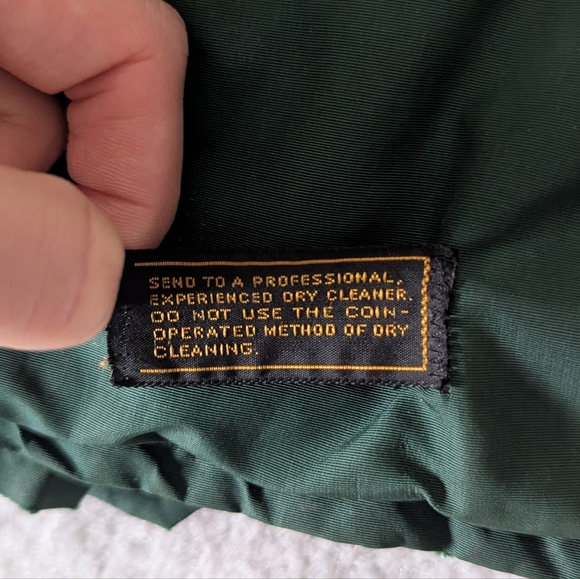 SEND TO A PROFESSIONAL,
EXPERIENCED DRY CLEANER.
DO NOT USE THE COIN-
OPERATED METHOD OF DRY
CLEANING.